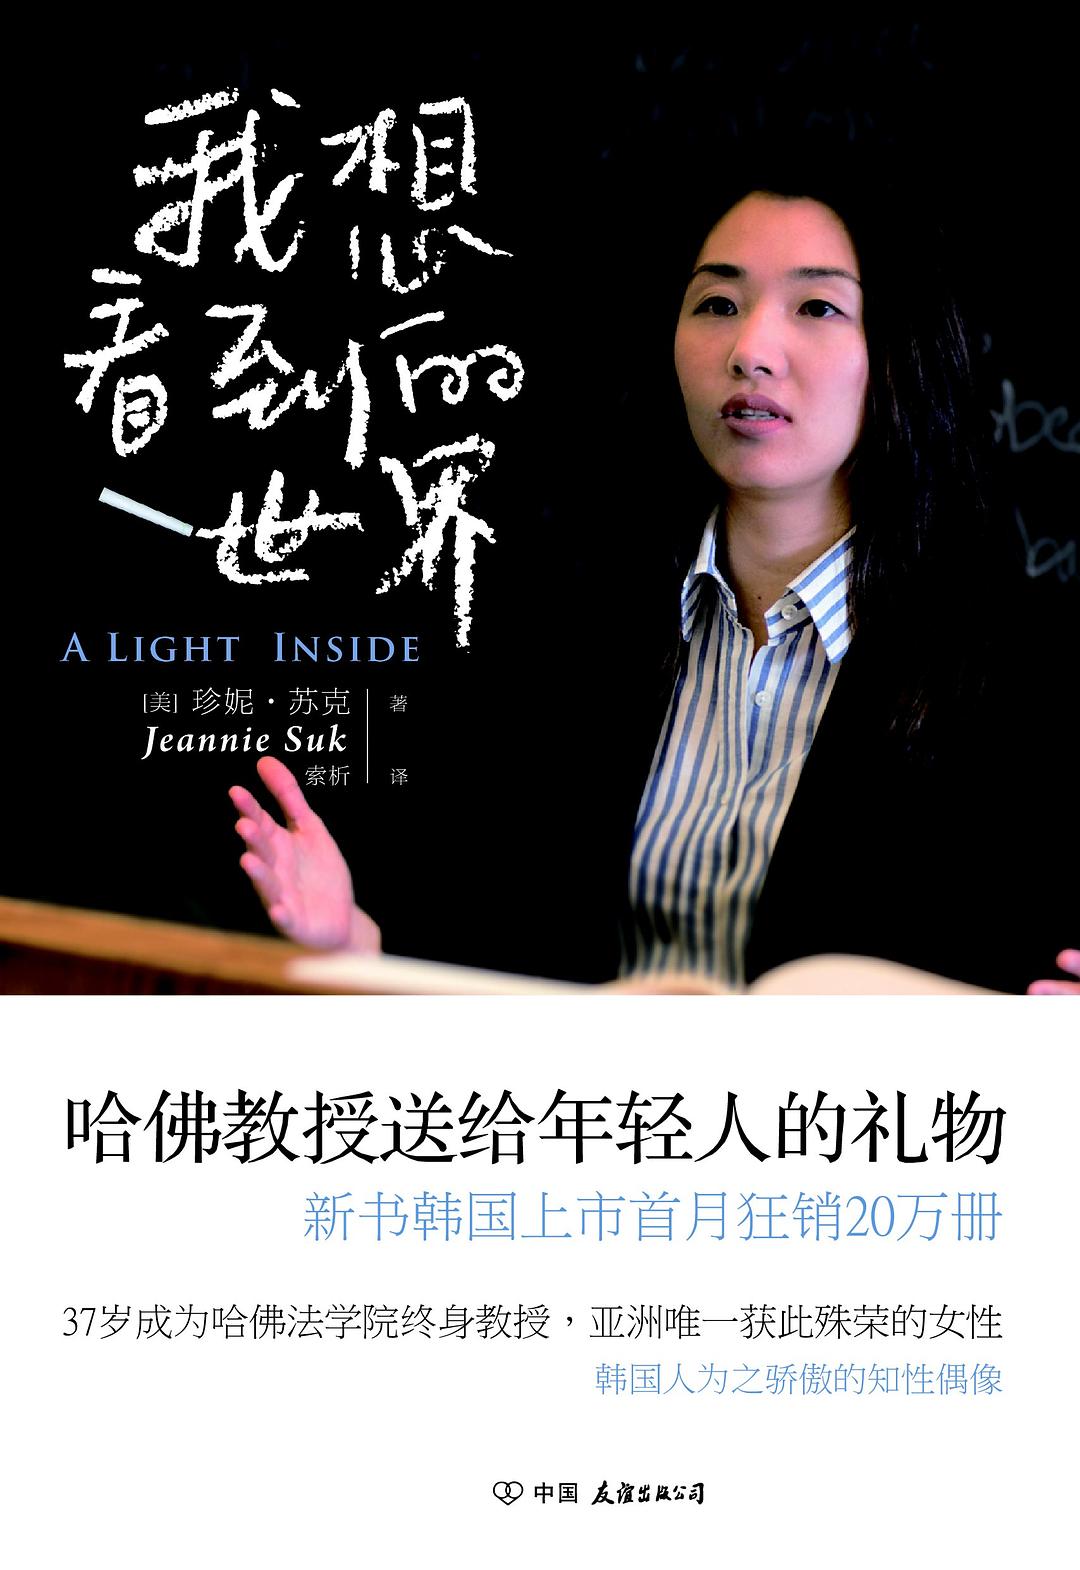 我想
看到的
世界
A LIGHT INSIDE
[美] 珍妮·苏克 著
Jeannie Suk
索析 译
哈佛教授送给年轻人的礼物
新书韩国上市首月狂销20万册
37岁成为哈佛法学院终身教授，亚洲唯一获此殊荣的女性
韩国人为之骄傲的知性偶像
中国 友谊出版公司